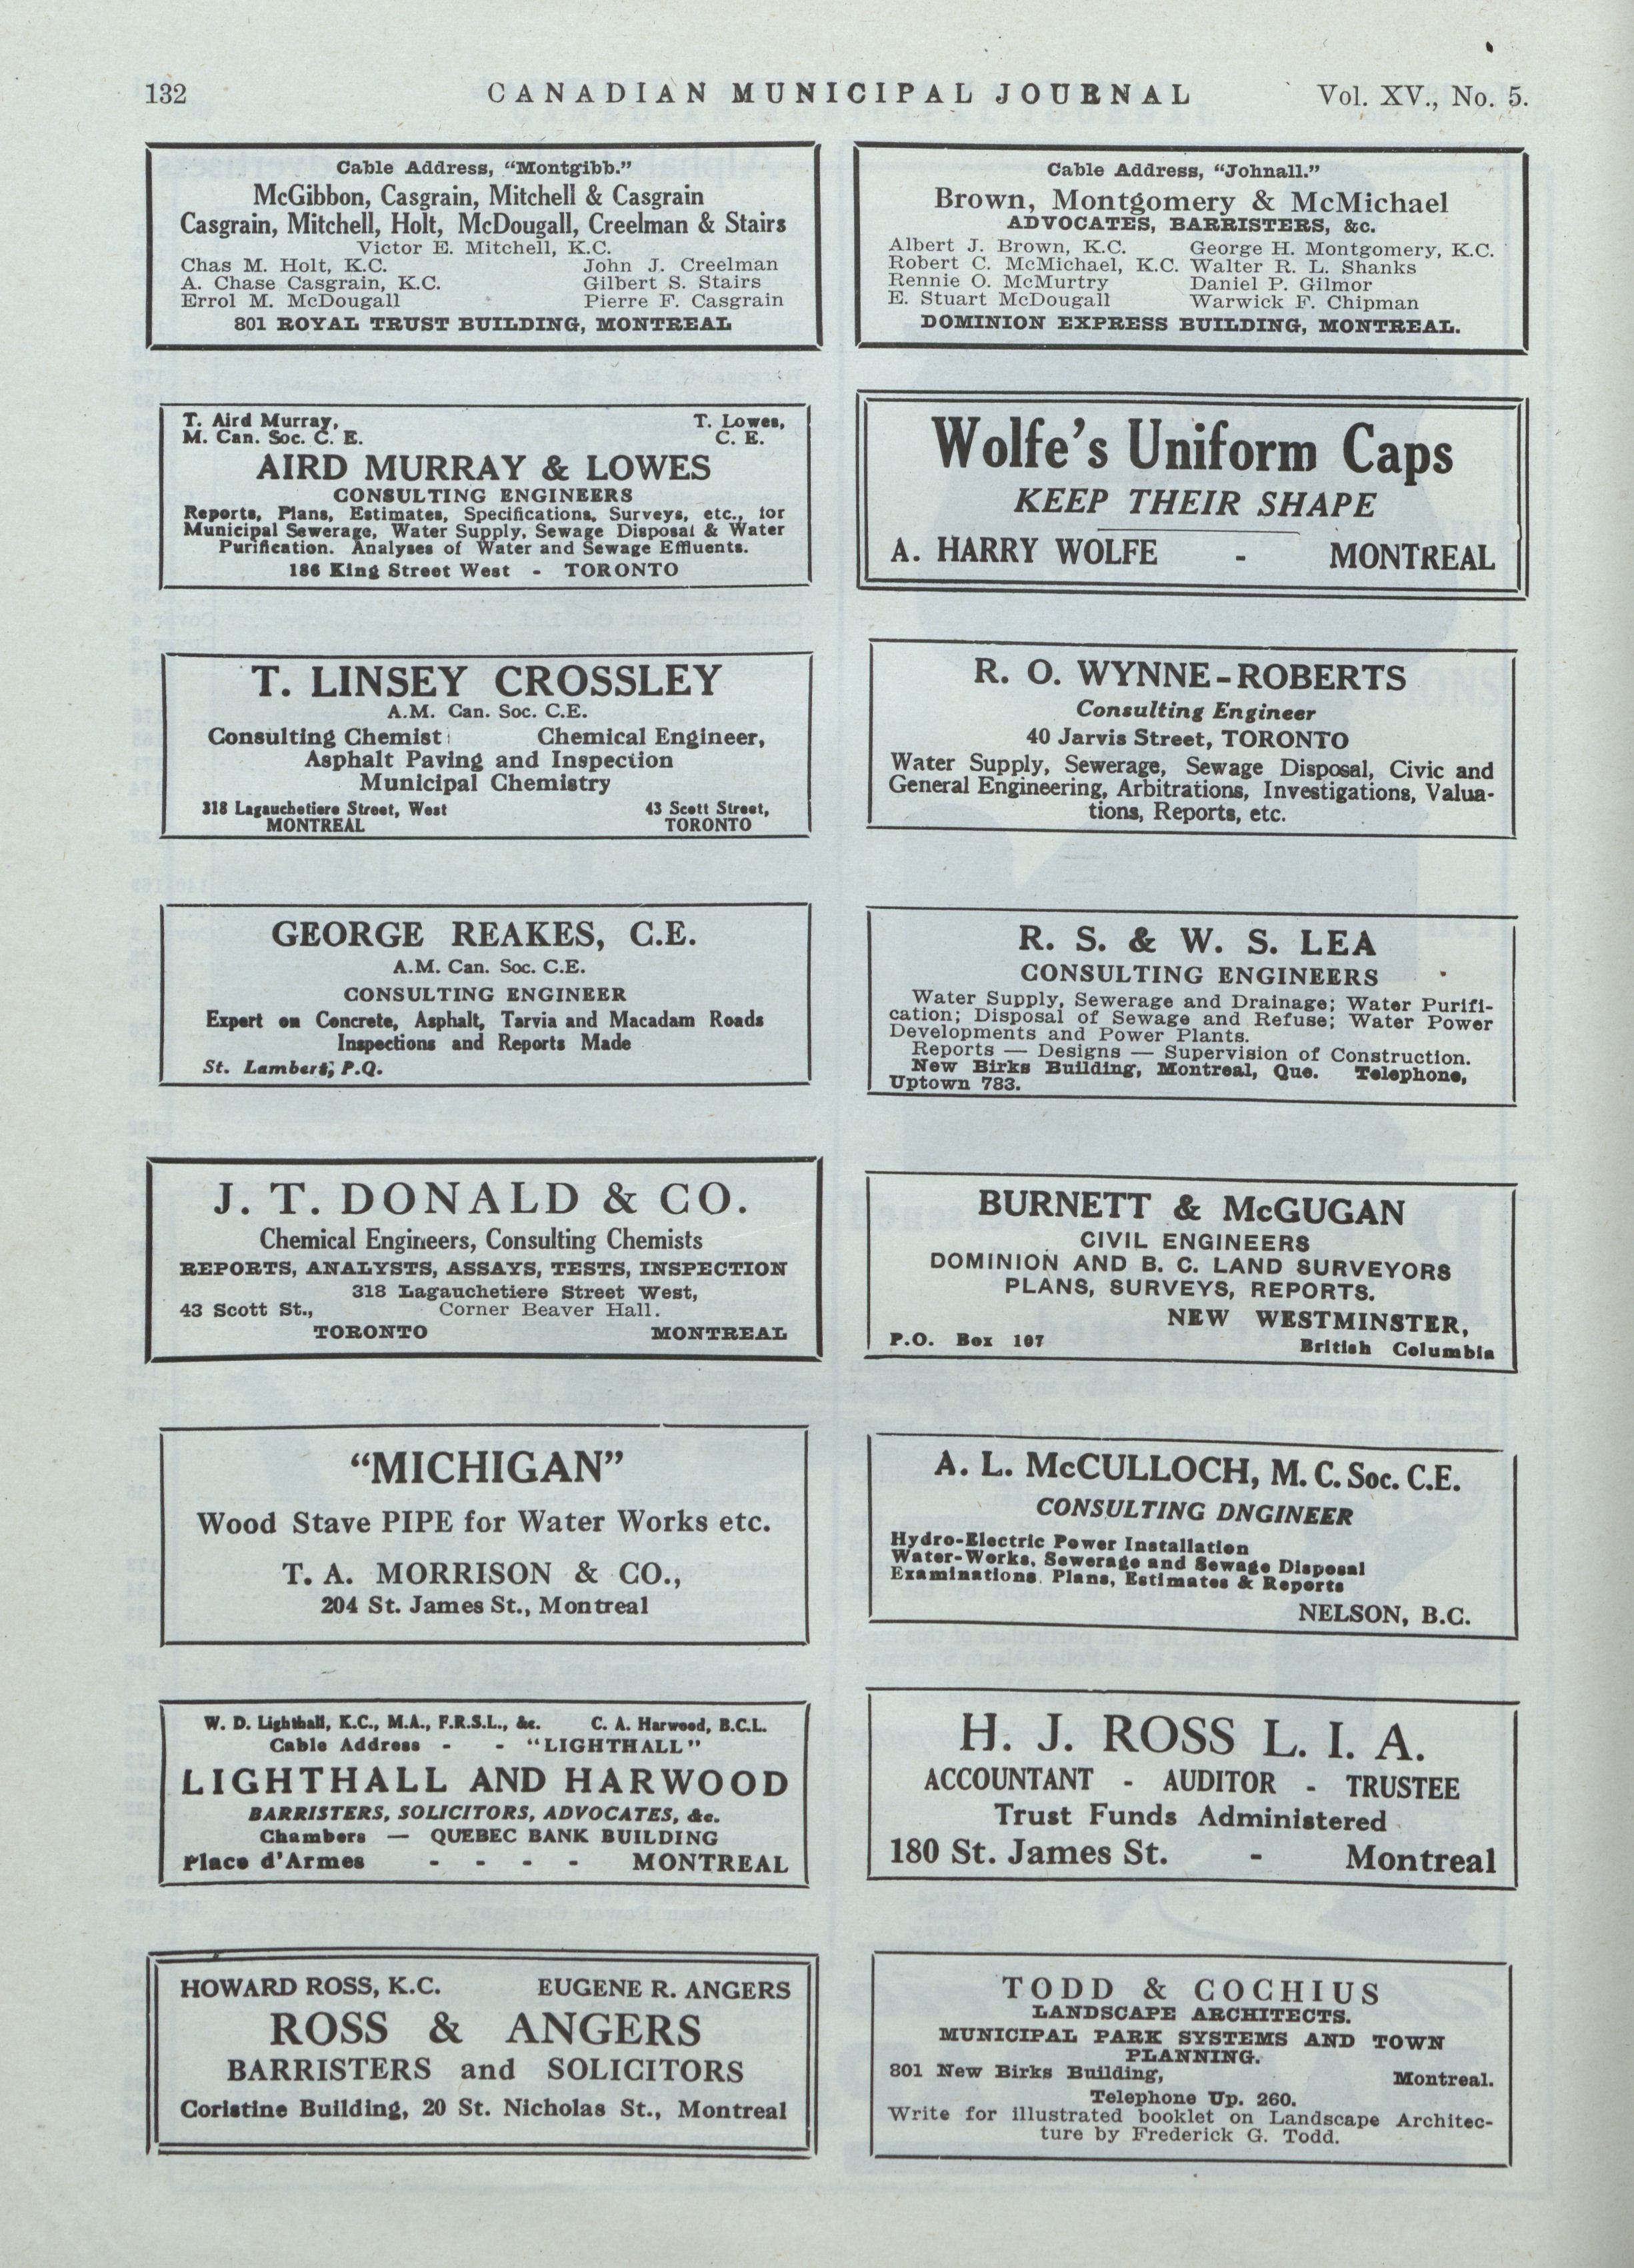 132 CANADIAN MUNICIPAL JOURNAL Vol. XV., No. 5.
Cable Address, "Montgibb."
McGibbon, Casgrain, Mitchell & Casgrain
Casgrain, Mitchell, Holt, McDougall, Creelman & Stairs
Victor E. Mitchell, K.C.
Chas M. Holt, K.C. John J. Creelman
A. Chase Casgrain, K.C. Gilbert S. Stairs
Errol M. McDougall Pierre F. Casgrain
801 ROYAL TRUST BUILDING, MONTREAL
Cable Address, "Johnall."
Brown, Montgomery & McMichael
ADVOCATES, BARRISTERS, &c.
Albert J. Brown, K.C. George H. Montgomery, K.C.
Robert C. McMichael, K.C. Walter R. L. Shanks
Rennie O. McMurtry Daniel P. Gilmor
E. Stuart McDougall Warwick F. Chipman
DOMINION EXPRESS BUILDING, MONTREAL.
T. Aird Murray, T. Lowes,
M. Can. Soc. C. E. C. E.
AIRD MURRAY & LOWES
CONSULTING ENGINEERS
Reports, Plans, Estimates, Specifications, Surveys, etc., for
Municipal Sewerage, Water Supply, Sewage Disposal & Water
Purification. Analyses of Water and Sewage Effluents.
186 King Street West - TORONTO
Wolfe's Uniform Caps
KEEP THEIR SHAPE
A. HARRY WOLFE - MONTREAL
T. LINSEY CROSSLEY
A.M. Can. Soc. C.E.
Consulting Chemist Chemical Engineer,
Asphalt Paving and Inspection
Municipal Chemistry
318 Lagauchetiere Street, West 43 Scott Street,
MONTREAL TORONTO
R. O. WYNNE-ROBERTS
Consulting Engineer
40 Jarvis Street, TORONTO
Water Supply, Sewerage, Sewage Disposal, Civic and
General Engineering, Arbitrations, Investigations, Valua-
tions, Reports, etc.
GEORGE REAKES, C.E.
A.M. Can. Soc. C.E.
CONSULTING ENGINEER
Expert on Concrete, Asphalt, Tarvia and Macadam Roads
Inspections and Reports Made
St. Lambert, P.Q.
R. S. & W. S. LEA
CONSULTING ENGINEERS
Water Supply, Sewerage and Drainage; Water Purifi-
cation; Disposal of Sewage and Refuse; Water Power
Developments and Power Plants.
Reports — Designs — Supervision of Construction.
New Birks Building, Montreal, Que. Telephone,
Uptown 783.
J. T. DONALD & CO.
Chemical Engineers, Consulting Chemists
REPORTS, ANALYSTS, ASSAYS, TESTS, INSPECTION
318 Lagauchetiere Street West,
43 Scott St., Corner Beaver Hall.
TORONTO MONTREAL
BURNETT & McGUGAN
CIVIL ENGINEERS
DOMINION AND B. C. LAND SURVEYORS
PLANS, SURVEYS, REPORTS.
NEW WESTMINSTER,
P.O. Box 107 British Columbia
"MICHIGAN"
Wood Stave PIPE for Water Works etc.
T. A. MORRISON & CO.,
204 St. James St., Montreal
A. L. McCULLOCH, M. C. Soc. C.E.
CONSULTING DNGINEER
Hydro-Electric Power Installation
Water-Works, Sewerage and Sewage Disposal
Examinations, Plans, Estimates & Reports
NELSON, B.C.
W. D. Lighthall, K.C., M.A., F.R.S.L., &c. C. A. Harwood, B.C.L.
Cable Address - - "LIGHTHALL"
LIGHTHALL AND HARWOOD
BARRISTERS, SOLICITORS, ADVOCATES, &c.
Chambers — QUEBEC BANK BUILDING
Place d'Armes - - - - MONTREAL
H. J. ROSS L. I. A.
ACCOUNTANT - AUDITOR - TRUSTEE
Trust Funds Administered
180 St. James St. - Montreal
HOWARD ROSS, K.C. EUGENE R. ANGERS
ROSS & ANGERS
BARRISTERS and SOLICITORS
Coristine Building, 20 St. Nicholas St., Montreal
TODD & COCHIUS
LANDSCAPE ARCHITECTS.
MUNICIPAL PARK SYSTEMS AND TOWN
PLANNING.
801 New Birks Building, Montreal.
Telephone Up. 260.
Write for illustrated booklet on Landscape Architec-
ture by Frederick G. Todd.